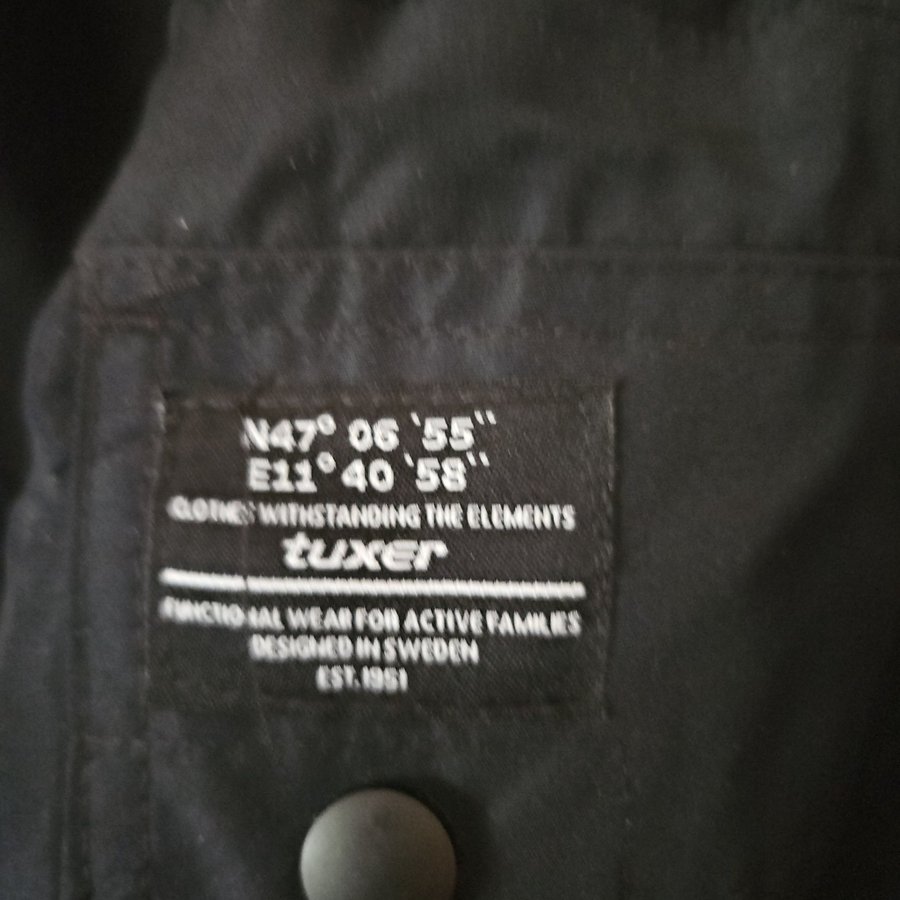 N47° 06 '55''
E11° 40 '58''
CLOTHES WITHSTANDING THE ELEMENTS
tuxer
FUNCTIONAL WEAR FOR ACTIVE FAMILIES
DESIGNED IN SWEDEN
EST. 1951